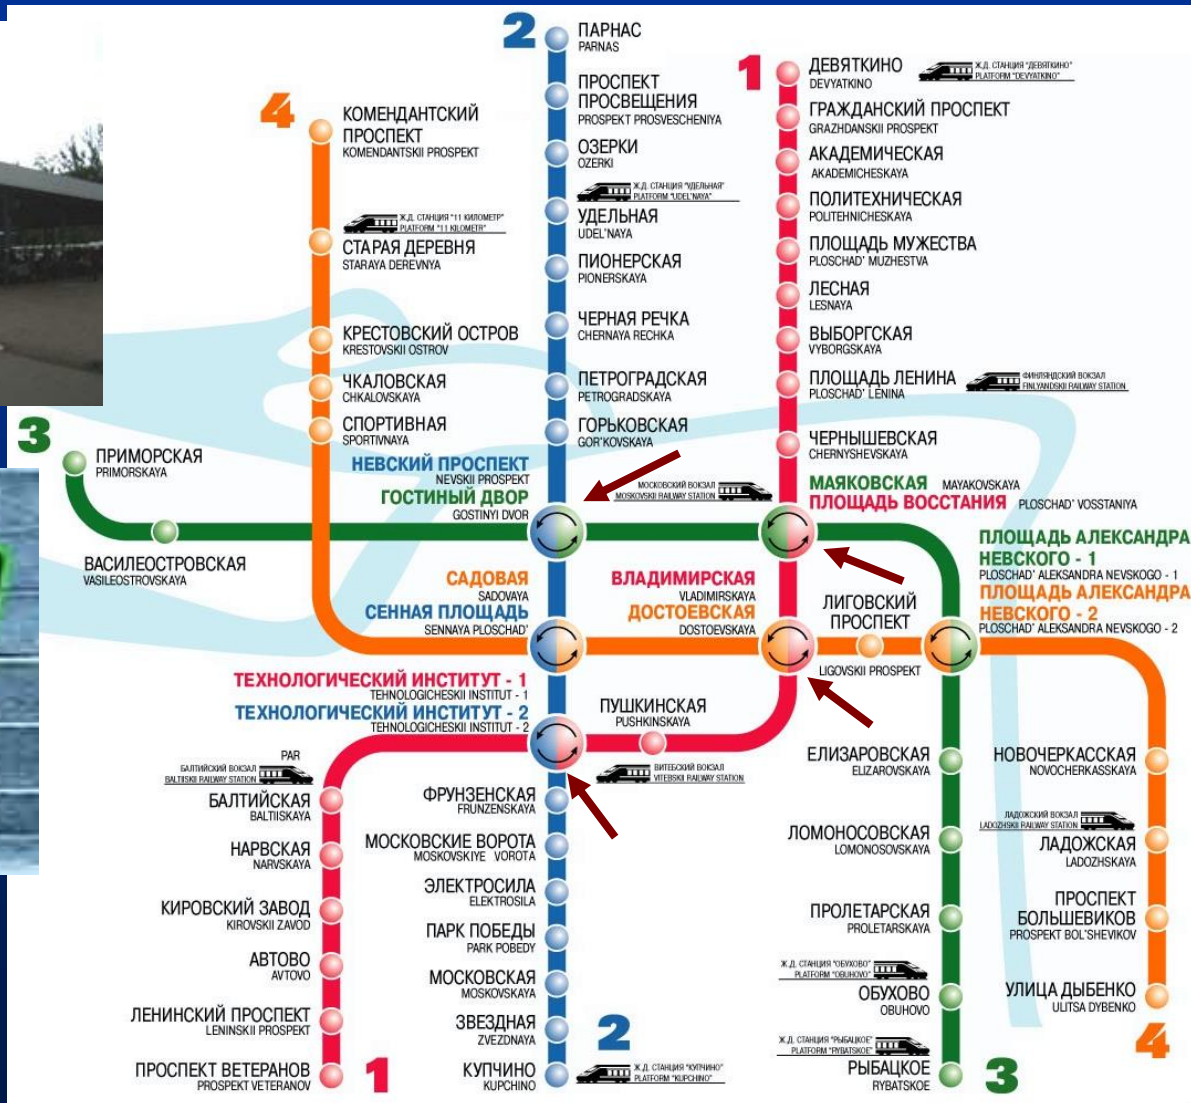 2
ПАРНАС
PARNAS
ПРОСПЕКТ
ПРОСВЕЩЕНИЯ
PROSPEKT PROSVESCHENIYA
ОЗЕРКИ
OZERKI
Ж.Д. СТАНЦИЯ "УДЕЛЬНАЯ"
PLATFORM "UDEL'NAYA"
УДЕЛЬНАЯ
UDEL'NAYA
ПИОНЕРСКАЯ
PIONERSKAYA
ЧЕРНАЯ РЕЧКА
CHERNAYA RECHKA
ПЕТРОГРАДСКАЯ
PETROGRADSKAYA
ГОРЬКОВСКАЯ
GOR'KOVSKAYA
1
ДЕВЯТКИНО
DEVYATKINO
Ж.Д. СТАНЦИЯ "ДЕВЯТКИНО"
PLATFORM "DEVYATKINO"
ГРАЖДАНСКИЙ ПРОСПЕКТ
GRAZHDANSKII PROSPEKT
АКАДЕМИЧЕСКАЯ
AKADEMICHESKAYA
ПОЛИТЕХНИЧЕСКАЯ
POLITEHNICHESKAYA
ПЛОЩАДЬ МУЖЕСТВА
PLOSCHAD' MUZHESTVA
ЛЕСНАЯ
LESNAYA
ВЫБОРГСКАЯ
VYBORGSKAYA
ПЛОЩАДЬ ЛЕНИНА
PLOSCHAD' LENINA
ФИНЛЯНДСКИЙ ВОКЗАЛ
FINLYANDSKII RAILWAY STATION
ЧЕРНЫШЕВСКАЯ
CHERNYSHEVSKAYA
4
КОМЕНДАНТСКИЙ
ПРОСПЕКТ
KOMENDANTSKII PROSPEKT
Ж.Д. СТАНЦИЯ "11 КИЛОМЕТР"
PLATFORM "11 KILOMETR"
СТАРАЯ ДЕРЕВНЯ
STARAYA DEREVNYA
КРЕСТОВСКИЙ ОСТРОВ
KRESTOVSKII OSTROV
ЧКАЛОВСКАЯ
CHKALOVSKAYA
СПОРТИВНАЯ
SPORTIVNAYA
3
ПРИМОРСКАЯ
PRIMORSKAYA
ВАСИЛЕОСТРОВСКАЯ
VASILEOSTROVSKAYA
НЕВСКИЙ ПРОСПЕКТ
NEVSKII PROSPEKT
ГОСТИНЫЙ ДВОР
GOSTINYI DVOR
МОСКОВСКИЙ ВОКЗАЛ
MOSKOVSKII RAILWAY STATION
МАЯКОВСКАЯ MAYAKOVSKAYA
ПЛОЩАДЬ ВОССТАНИЯ PLOSCHAD' VOSSTANIYA
ПЛОЩАДЬ АЛЕКСАНДРА
НЕВСКОГО - 1
PLOSCHAD' ALEKSANDRA NEVSKOGO - 1
ПЛОЩАДЬ АЛЕКСАНДРА
НЕВСКОГО - 2
PLOSCHAD' ALEKSANDRA NEVSKOGO - 2
САДОВАЯ
SADOVAYA
СЕННАЯ ПЛОЩАДЬ
SENNAYA PLOSCHAD'
ВЛАДИМИРСКАЯ
VLADIMIRSKAYA
ДОСТОЕВСКАЯ
DOSTOEVSKAYA
ЛИГОВСКИЙ
ПРОСПЕКТ
LIGOVSKII PROSPEKT
ТЕХНОЛОГИЧЕСКИЙ ИНСТИТУТ - 1
TEHNOLOGICHESKII INSTITUT - 1
ТЕХНОЛОГИЧЕСКИЙ ИНСТИТУТ - 2
TEHNOLOGICHESKII INSTITUT - 2
ПУШКИНСКАЯ
PUSHKINSKAYA
ВИТЕБСКИЙ ВОКЗАЛ
VITEBSKII RAILWAY STATION
PAR
БАЛТИЙСКИЙ ВОКЗАЛ
BALTIISKII RAILWAY STATION
БАЛТИЙСКАЯ
BALTIISKAYA
НАРВСКАЯ
NARVSKAYA
КИРОВСКИЙ ЗАВОД
KIROVSKII ZAVOD
АВТОВО
AVTOVO
ЛЕНИНСКИЙ ПРОСПЕКТ
LENINSKII PROSPEKT
ПРОСПЕКТ ВЕТЕРАНОВ
PROSPEKT VETERANOV
1
ФРУНЗЕНСКАЯ
FRUNZENSKAYA
МОСКОВСКИЕ ВОРОТА
MOSKOVSKIYE VOROTA
ЭЛЕКТРОСИЛА
ELEKTROSILA
ПАРК ПОБЕДЫ
PARK POBEDY
МОСКОВСКАЯ
MOSKOVSKAYA
ЗВЕЗДНАЯ
ZVEZDNAYA
КУПЧИНО
KUPCHINO
2
Ж.Д. СТАНЦИЯ "КУПЧИНО"
PLATFORM "KUPCHINO"
ЕЛИЗАРОВСКАЯ
ELIZAROVSKAYA
ЛОМОНОСОВСКАЯ
LOMONOSOVSKAYA
ПРОЛЕТАРСКАЯ
PROLETARSKAYA
Ж.Д. СТАНЦИЯ "ОБУХОВО"
PLATFORM "OBUHOVO"
ОБУХОВО
OBUHOVO
Ж.Д. СТАНЦИЯ "РЫБАЦКОЕ"
PLATFORM "RYBATSKOE"
РЫБАЦКОЕ
RYBATSKOE
3
НОВОЧЕРКАССКАЯ
NOVOCHERKASSKAYA
ЛАДОЖСКИЙ ВОКЗАЛ
LADOZHSKII RAILWAY STATION
ЛАДОЖСКАЯ
LADOZHSKAYA
ПРОСПЕКТ
БОЛЬШЕВИКОВ
PROSPEKT BOL'SHEVIKOV
УЛИЦА ДЫБЕНКО
ULITSA DYBENKO
4